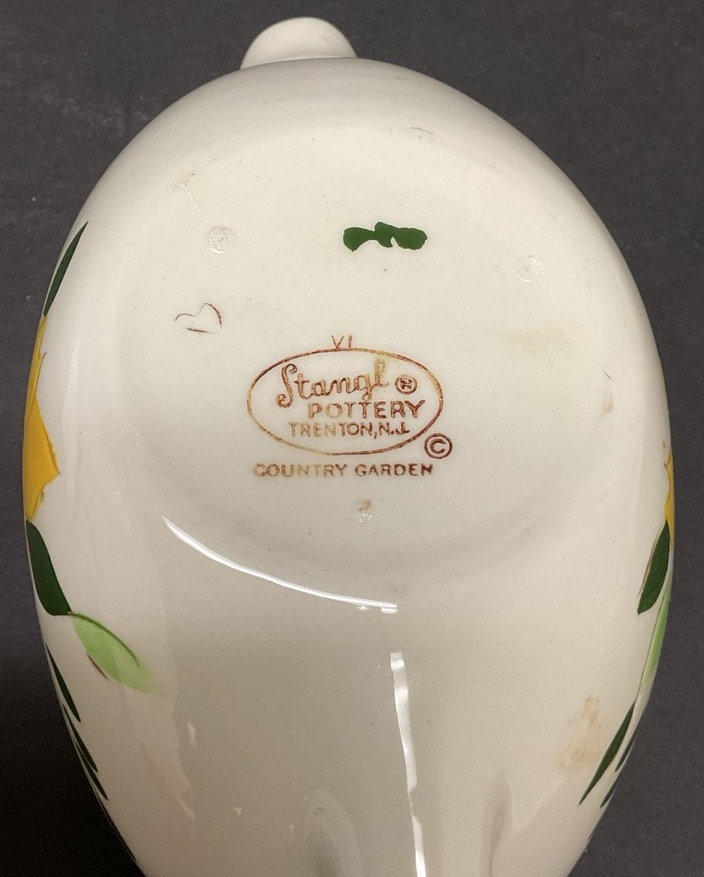 VI
Stangl ®
POTTERY
TRENTON, N.J.
©
COUNTRY GARDEN